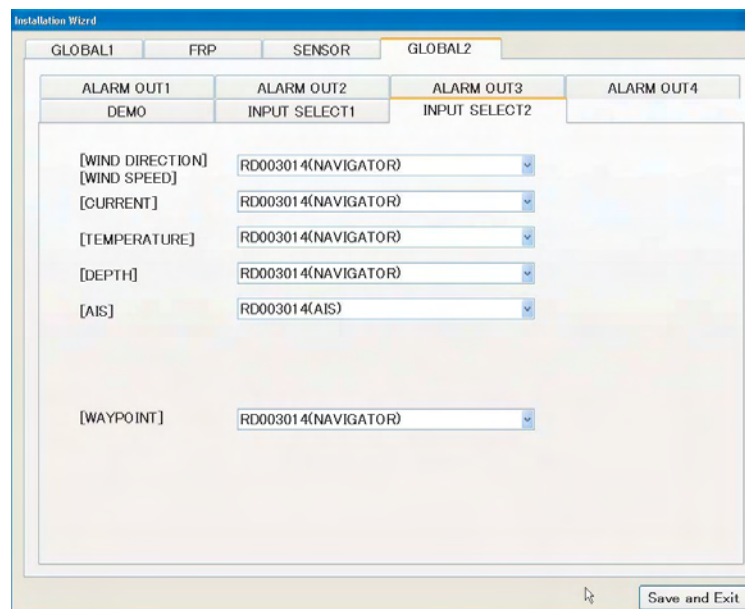 Installation Wizrd
GLOBAL1 FRP SENSOR GLOBAL2
ALARM OUT1 ALARM OUT2 ALARM OUT3 ALARM OUT4
DEMO INPUT SELECT1 INPUT SELECT2
[WIND DIRECTION] RD003014(NAVIGATOR)
[WIND SPEED]
[CURRENT] RD003014(NAVIGATOR)
[TEMPERATURE] RD003014(NAVIGATOR)
[DEPTH] RD003014(NAVIGATOR)
[AIS] RD003014(AIS)
[WAYPOINT] RD003014(NAVIGATOR)
Save and Exit